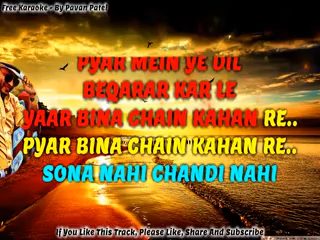 Free Karaoke - By Pavan Patel
PYAR MEIN YE DIL
BEQARAR KAR LE
YAAR BINA CHAIN KAHAN RE..
PYAR BINA CHAIN KAHAN RE..
SONA NAHI CHANDI NAHI
If You Like This Track, Please Like, Share And Subscribe